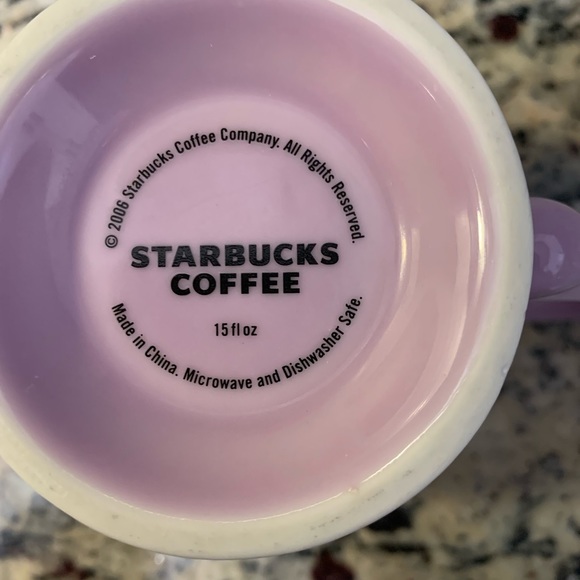 © 2006 Starbucks Coffee Company. All Rights Reserved.
STARBUCKS
COFFEE
15 fl oz
Made in China. Microwave and Dishwasher Safe.